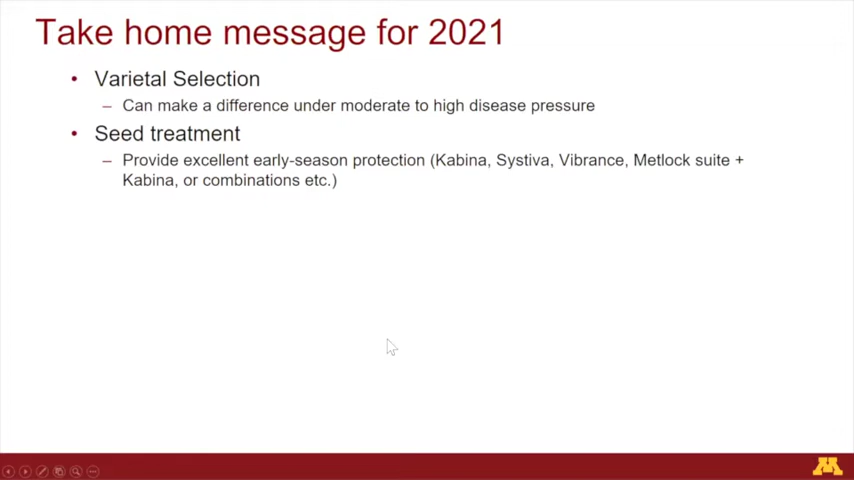 Take home message for 2021
• Varietal Selection
– Can make a difference under moderate to high disease pressure
• Seed treatment
– Provide excellent early-season protection (Kabina, Systiva, Vibrance, Metlock suite +
Kabina, or combinations etc.)
M